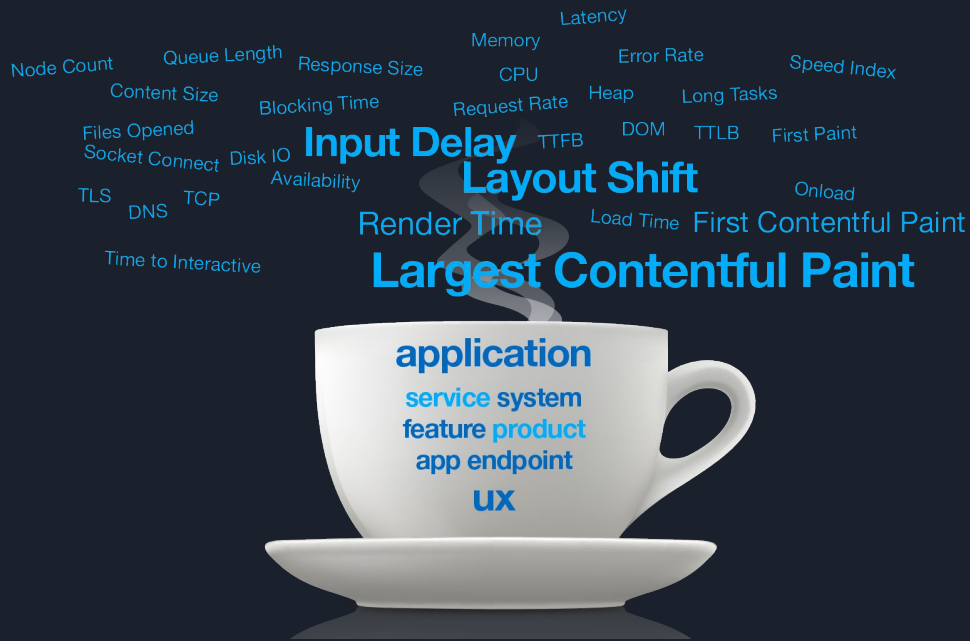 Latency
Memory
Node Count
Queue Length
Response Size
Error Rate
Speed Index
CPU
Content Size
Blocking Time
Request Rate
Heap
Long Tasks
Files Opened
Input Delay
TTFB
DOM
TTLB
First Paint
Socket Connect
Disk IO
Availability
Layout Shift
TLS
DNS
TCP
Onload
Render Time
Load Time
First Contentful Paint
Time to Interactive
Largest Contentful Paint
application
service system
feature product
app endpoint
ux